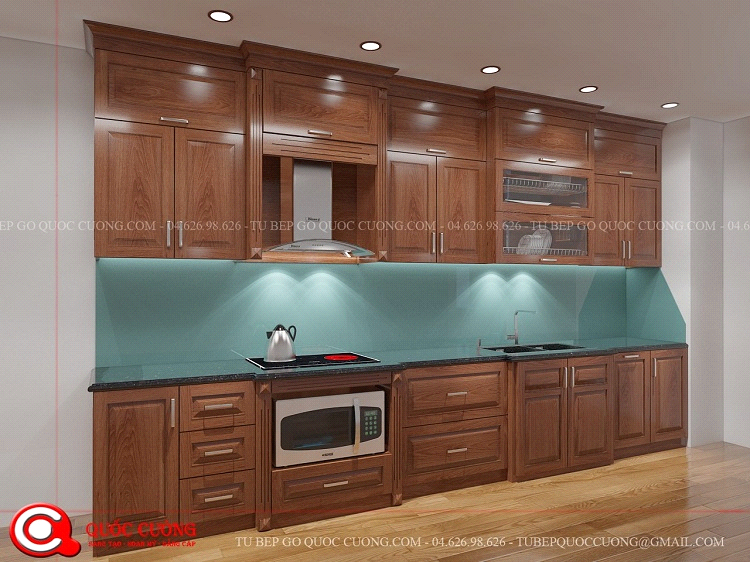 BEP GO QUOC CUONG.COM - 04.626.98.626 - TU BEP GO QUOC CUONG.COM - 04.626.98.626 - TU BEP GO QUOC CUONG.COM - 04.6
QUỐC CƯỜNG
TU BEP GO QUOC CUONG.COM - 04.626.98.626 - TUBEPQUOCCUONG@GMAIL.COM